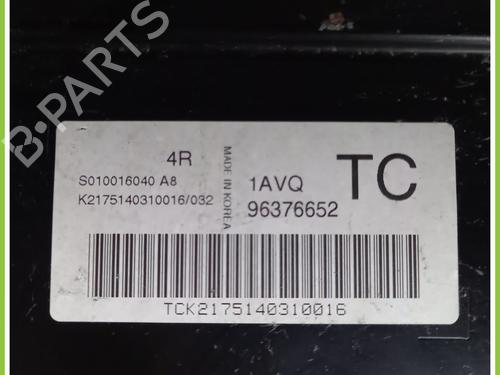 B-PARTS
4R
S010016040 A8
K2175140310016/032
MADE IN KOREA
1AVQ
96376652
TC
TCK2175140310016